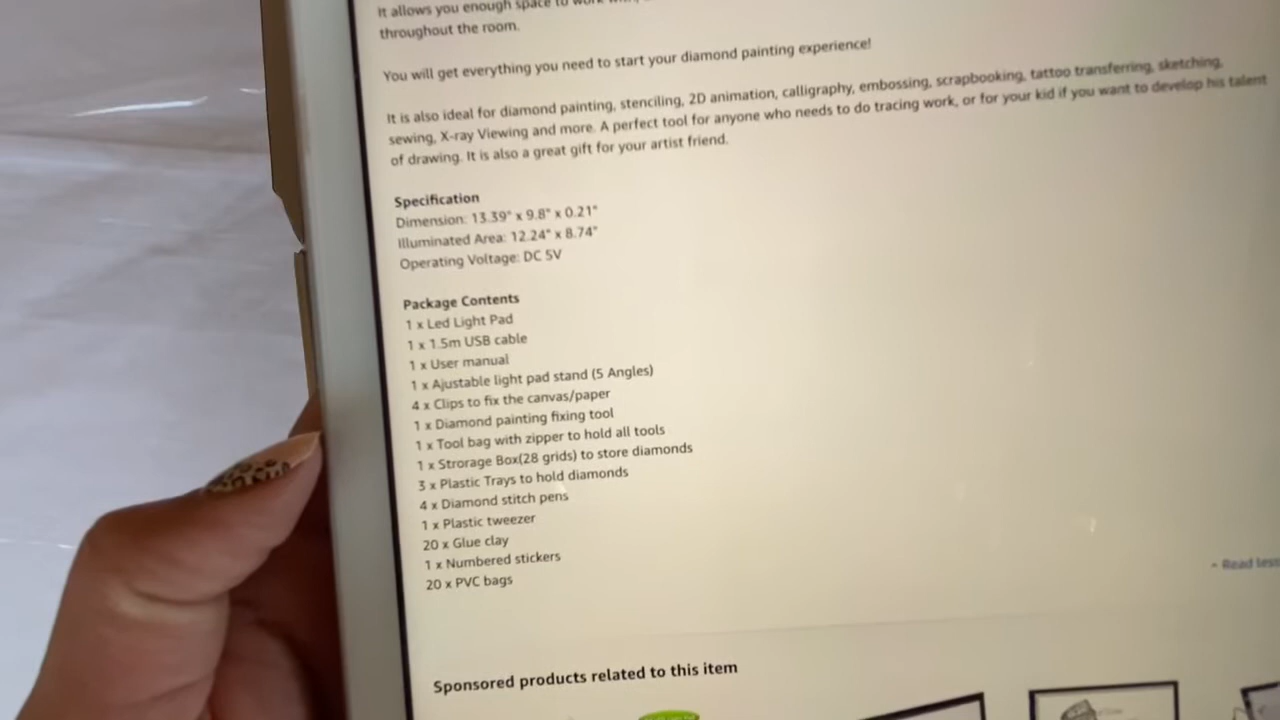 It allows you enough space to work
throughout the room.
You will get everything you need to start your diamond painting experience!
It is also ideal for diamond painting, stenciling, 2D animation, calligraphy, embossing, scrapbooking, tattoo transferring, sketching,
sewing, X-ray Viewing and more. A perfect tool for anyone who needs to do tracing work, or for your kid if you want to develop his talent
of drawing. It is also a great gift for your artist friend.
Specification
Dimension: 13.39" x 9.8" x 0.21"
Illuminated Area: 12.24" x 8.74"
Operating Voltage: DC 5V
Package Contents
1 x Led Light Pad
1 x 1.5m USB cable
1 x User manual
1 x Ajustable light pad stand (5 Angles)
4 x Clips to fix the canvas/paper
1 x Diamond painting fixing tool
1 x Tool bag with zipper to hold all tools
1 x Strorage Box(28 grids) to store diamonds
3 x Plastic Trays to hold diamonds
4 x Diamond stitch pens
1 x Plastic tweezer
20 x Glue clay
1 x Numbered stickers
20 x PVC bags
Read less
Sponsored products related to this item